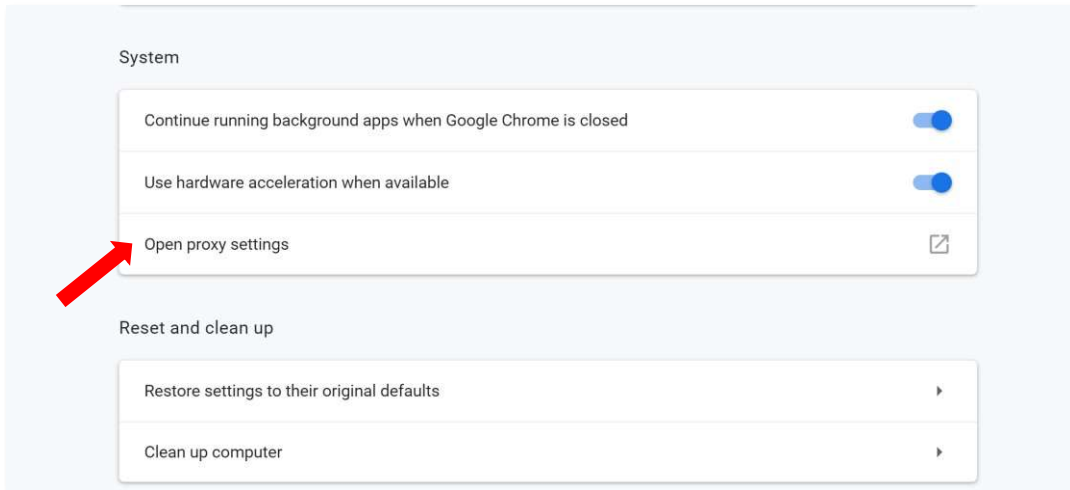 System
Continue running background apps when Google Chrome is closed
Use hardware acceleration when available
Open proxy settings
Reset and clean up
Restore settings to their original defaults
Clean up computer